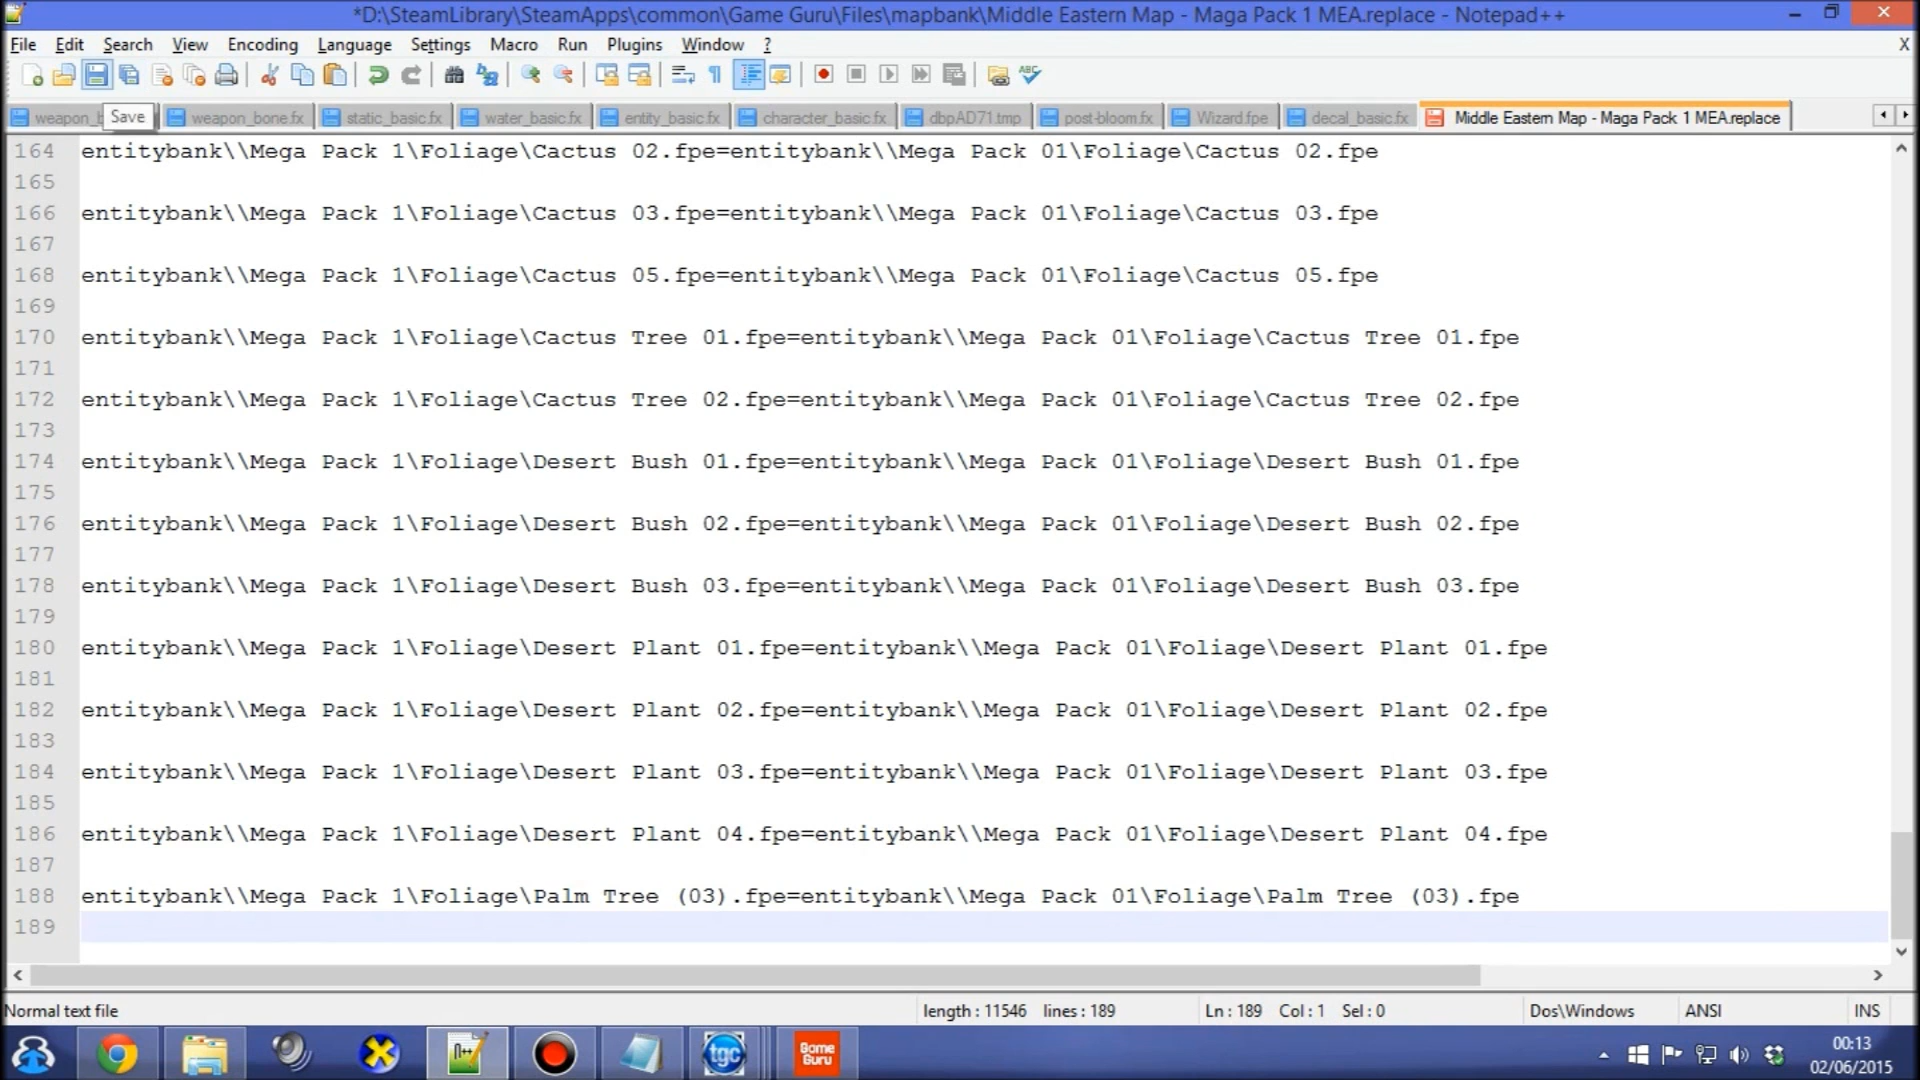 *D:\SteamLibrary\SteamApps\common\Game Guru\Files\mapbank\Middle Eastern Map - Maga Pack 1 MEA.replace - Notepad++
File Edit Search View Encoding Language Settings Macro Run Plugins Window ? X
weapon_b Save weapon_bone.fx static_basic.fx water_basic.fx entity_basic.fx character_basic.fx dbpAD71.tmp post-bloom.fx Wizard.fpe decal_basic.fx Middle Eastern Map - Maga Pack 1 MEA.replace
164 entitybank\\Mega Pack 1\Foliage\Cactus 02.fpe=entitybank\\Mega Pack 01\Foliage\Cactus 02.fpe
165
166 entitybank\\Mega Pack 1\Foliage\Cactus 03.fpe=entitybank\\Mega Pack 01\Foliage\Cactus 03.fpe
167
168 entitybank\\Mega Pack 1\Foliage\Cactus 05.fpe=entitybank\\Mega Pack 01\Foliage\Cactus 05.fpe
169
170 entitybank\\Mega Pack 1\Foliage\Cactus Tree 01.fpe=entitybank\\Mega Pack 01\Foliage\Cactus Tree 01.fpe
171
172 entitybank\\Mega Pack 1\Foliage\Cactus Tree 02.fpe=entitybank\\Mega Pack 01\Foliage\Cactus Tree 02.fpe
173
174 entitybank\\Mega Pack 1\Foliage\Desert Bush 01.fpe=entitybank\\Mega Pack 01\Foliage\Desert Bush 01.fpe
175
176 entitybank\\Mega Pack 1\Foliage\Desert Bush 02.fpe=entitybank\\Mega Pack 01\Foliage\Desert Bush 02.fpe
177
178 entitybank\\Mega Pack 1\Foliage\Desert Bush 03.fpe=entitybank\\Mega Pack 01\Foliage\Desert Bush 03.fpe
179
180 entitybank\\Mega Pack 1\Foliage\Desert Plant 01.fpe=entitybank\\Mega Pack 01\Foliage\Desert Plant 01.fpe
181
182 entitybank\\Mega Pack 1\Foliage\Desert Plant 02.fpe=entitybank\\Mega Pack 01\Foliage\Desert Plant 02.fpe
183
184 entitybank\\Mega Pack 1\Foliage\Desert Plant 03.fpe=entitybank\\Mega Pack 01\Foliage\Desert Plant 03.fpe
185
186 entitybank\\Mega Pack 1\Foliage\Desert Plant 04.fpe=entitybank\\Mega Pack 01\Foliage\Desert Plant 04.fpe
187
188 entitybank\\Mega Pack 1\Foliage\Palm Tree (03).fpe=entitybank\\Mega Pack 01\Foliage\Palm Tree (03).fpe
189
Normal text file length : 11546 lines : 189 Ln : 189 Col : 1 Sel : 0 Dos\Windows ANSI INS
n++ tgc Game Guru 00:13
02/06/2015